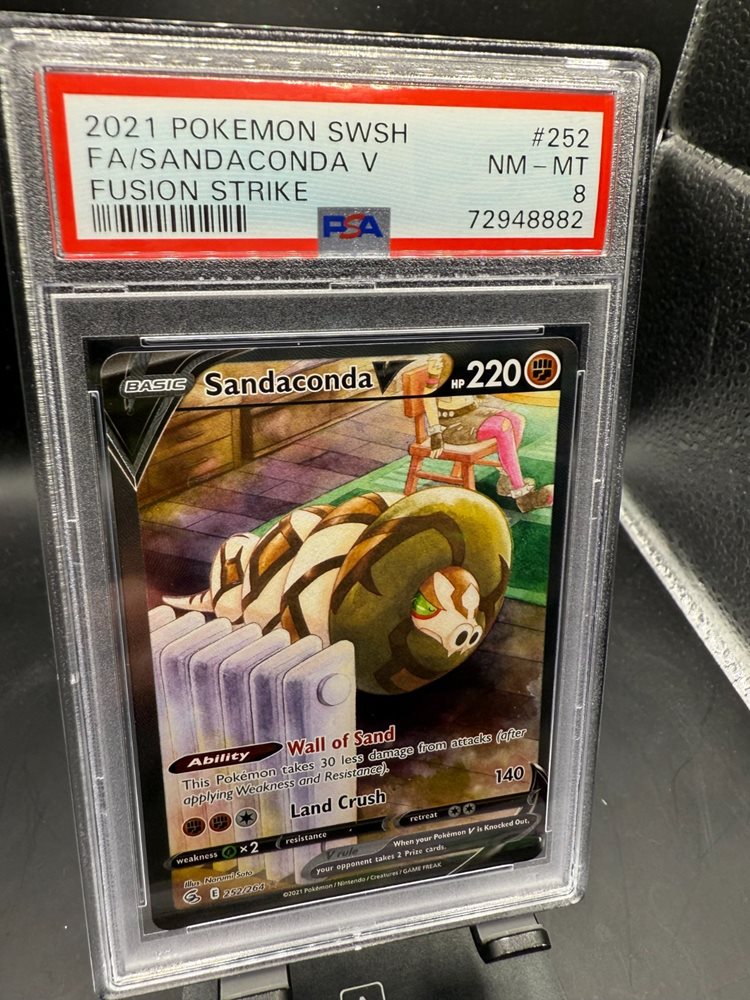 2021 POKEMON SWSH #252
FA/SANDACONDA V NM - MT
FUSION STRIKE 8
PSA 72948882
BASIC Sandaconda V HP 220
Ability Wall of Sand
This Pokémon takes 30 less damage from attacks (after
applying Weakness and Resistance).
Land Crush 140
weakness ×2 resistance retreat
V rule When your Pokémon V is Knocked Out,
your opponent takes 2 Prize cards.
Illus. Narumi Sato
E 252/264 ©2021 Pokémon / Nintendo / Creatures / GAME FREAK